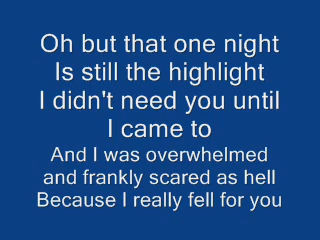 Oh but that one night
Is still the highlight
I didn't need you until
I came to
And I was overwhelmed
and frankly scared as hell
Because I really fell for you